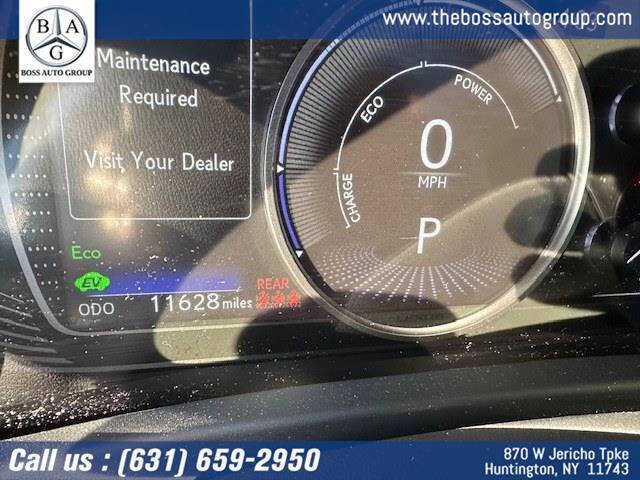 BAG
BOSS AUTO GROUP
www.thebossautogroup.com
Maintenance
Required
Visit Your Dealer
ECO
POWER
CHARGE
0
MPH
P
Eco
EV
ODO 11628 miles
REAR
Call us : (631) 659-2950
870 W Jericho Tpke
Huntington, NY 11743